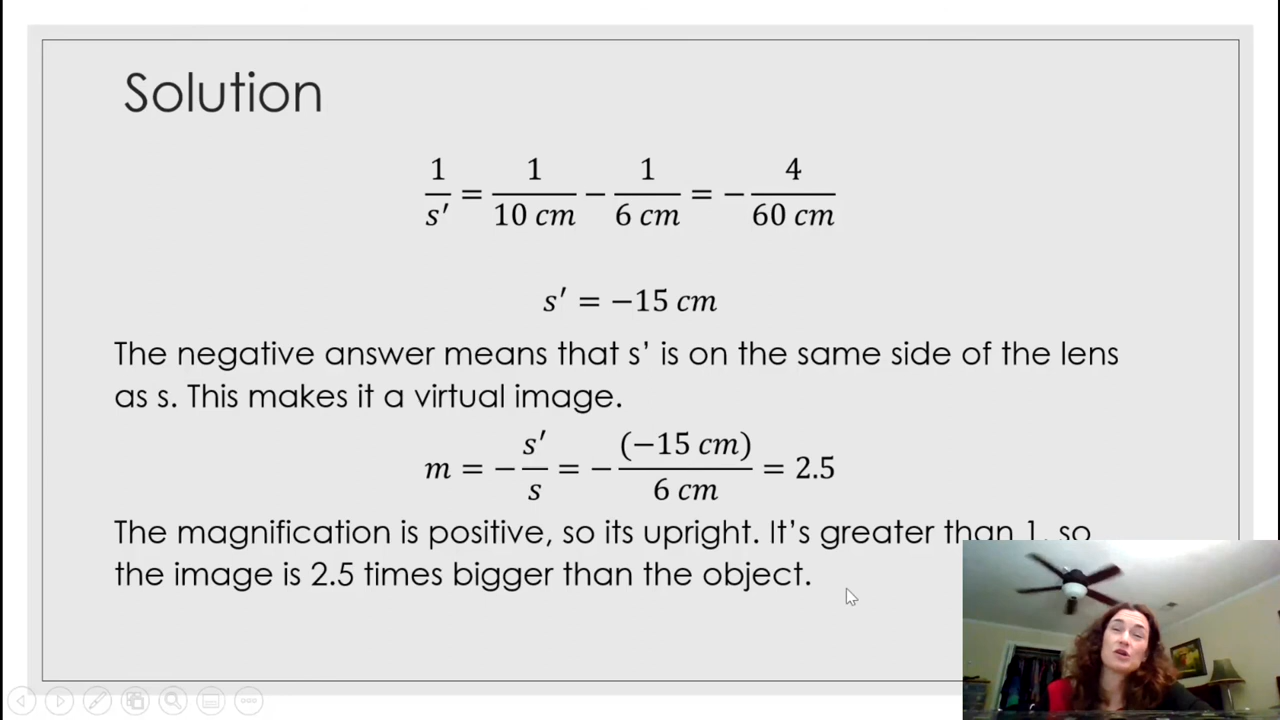 Solution
1/s′ = 1/10 cm − 1/6 cm = − 4/60 cm
s′ = −15 cm
The negative answer means that s’ is on the same side of the lens
as s. This makes it a virtual image.
m = − s′/s = − (−15 cm)/6 cm = 2.5
The magnification is positive, so its upright. It’s greater than 1, so
the image is 2.5 times bigger than the object.